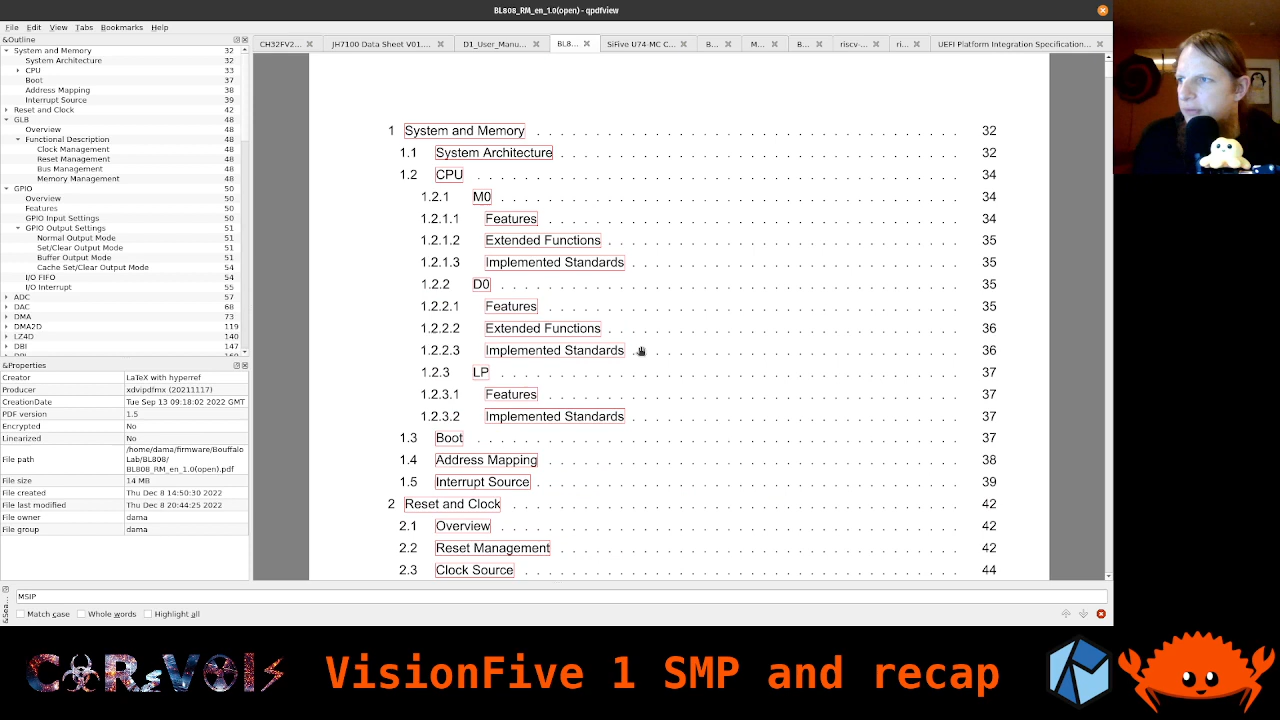 BL808_RM_en_1.0(open) - qpdfview
File Edit View Tabs Bookmarks Help
&Outline
CH32FV2... JH7100 Data Sheet V01.... D1_User_Manu... BL8... SiFive U74-MC C... B... M... B... riscv-... ri... UEFI Platform Integration Specification...
System and Memory 32
System Architecture 32
CPU 33
Boot 37
Address Mapping 38
Interrupt Source 39
Reset and Clock 42
GLB 48
Overview 48
Functional Description 48
Clock Management 48
Reset Management 48
Bus Management 48
Memory Management 48
GPIO 50
Overview 50
Features 50
GPIO Input Settings 50
GPIO Output Settings 51
Normal Output Mode 51
Set/Clear Output Mode 51
Buffer Output Mode 51
Cache Set/Clear Output Mode 54
I/O FIFO 54
I/O Interrupt 55
ADC 57
DAC 68
DMA 73
DMA2D 119
LZ4D 140
DBI 147
&Properties
Creator LaTeX with hyperref
Producer xdvipdfmx (20211117)
CreationDate Tue Sep 13 09:18:02 2022 GMT
PDF version 1.5
Encrypted No
Linearized No
File path /home/dama/firmware/Bouffalo
Lab/BL808/
BL808_RM_en_1.0(open).pdf
File size 14 MB
File created Thu Dec 8 14:50:30 2022
File last modified Thu Dec 8 20:44:25 2022
File owner dama
File group dama
1 System and Memory 32
1.1 System Architecture 32
1.2 CPU 34
1.2.1 M0 34
1.2.1.1 Features 34
1.2.1.2 Extended Functions 35
1.2.1.3 Implemented Standards 35
1.2.2 D0 35
1.2.2.1 Features 35
1.2.2.2 Extended Functions 36
1.2.2.3 Implemented Standards 36
1.2.3 LP 37
1.2.3.1 Features 37
1.2.3.2 Implemented Standards 37
1.3 Boot 37
1.4 Address Mapping 38
1.5 Interrupt Source 39
2 Reset and Clock 42
2.1 Overview 42
2.2 Reset Management 42
2.3 Clock Source 44
&Sea...
MSIP
Match case Whole words Highlight all
VisionFive 1 SMP and recap